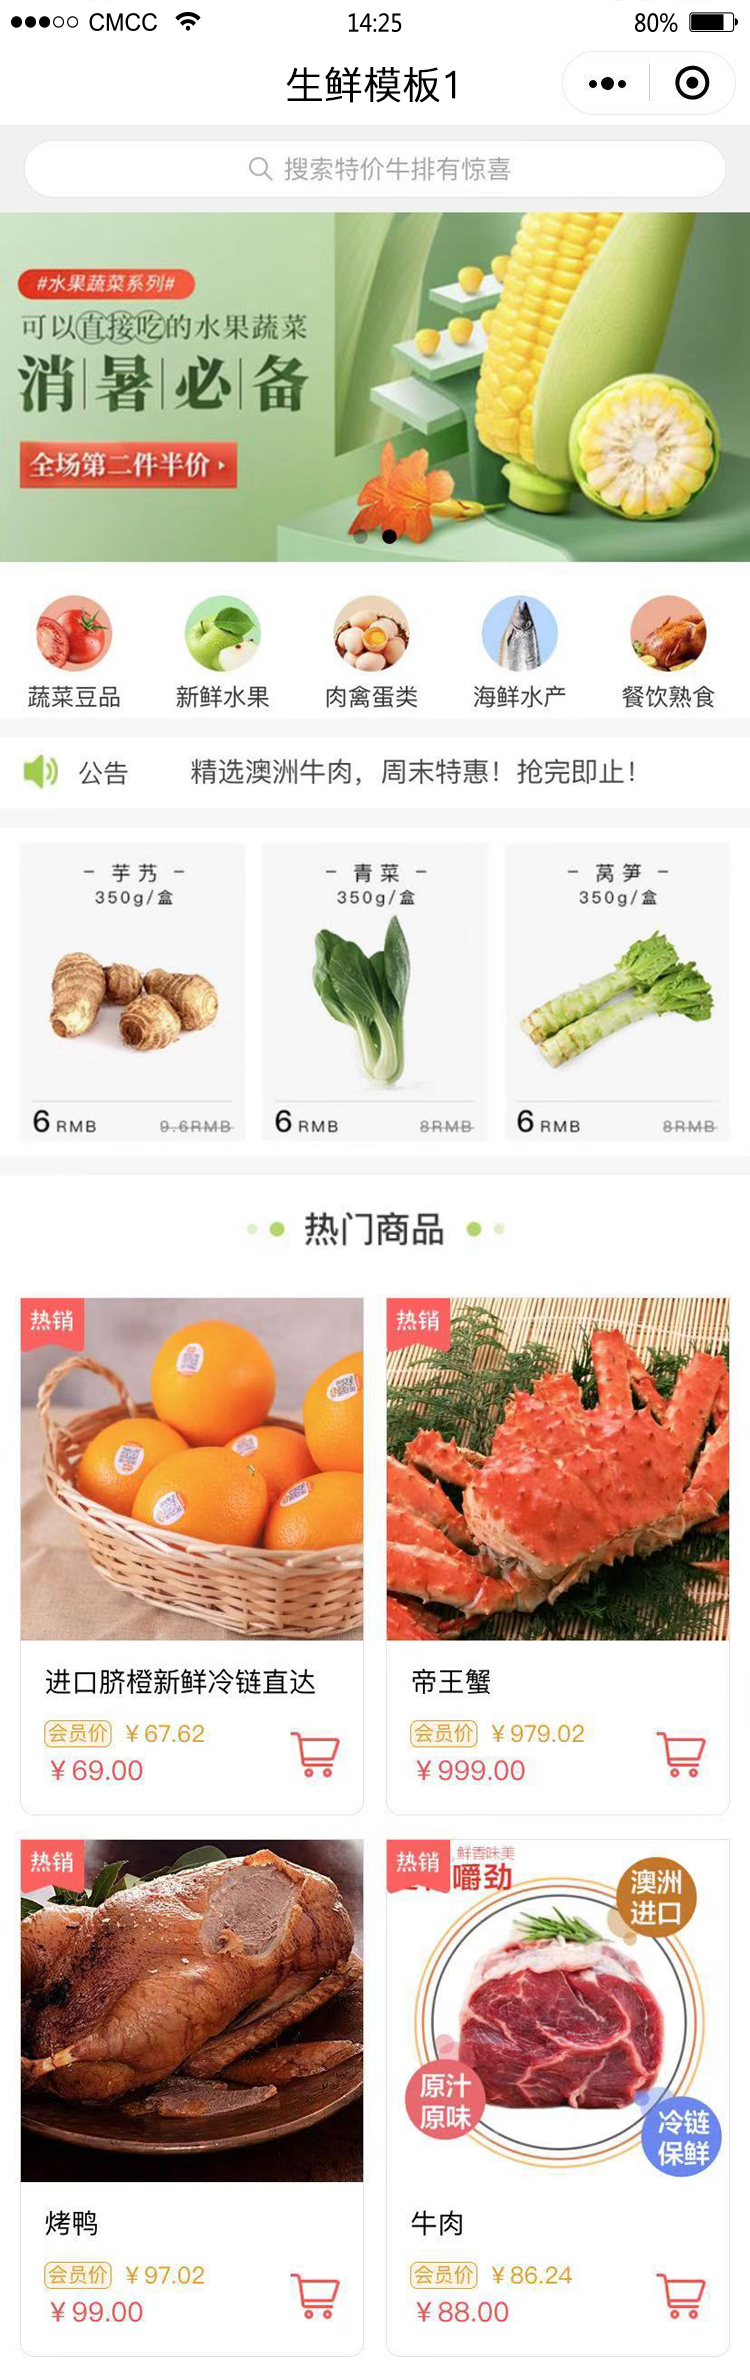 CMCC
14:25
80%
生鲜模板1
搜索特价牛排有惊喜
#水果蔬菜系列#
可以直接吃的水果蔬菜
消暑必备
全场第二件半价
蔬菜豆品
新鲜水果
肉禽蛋类
海鲜水产
餐饮熟食
公告
精选澳洲牛肉，周末特惠！抢完即止！
- 芋艿 -
350g/盒
6 RMB
9.6RMB
- 青菜 -
350g/盒
6 RMB
8RMB
- 莴笋 -
350g/盒
6 RMB
8RMB
热门商品
热销
进口脐橙新鲜冷链直达
会员价 ￥67.62
￥69.00
热销
帝王蟹
会员价 ￥979.02
￥999.00
热销
烤鸭
会员价 ￥97.02
￥99.00
热销
,鲜香味美
嚼劲
澳洲
进口
原汁
原味
冷链
保鲜
牛肉
会员价 ￥86.24
￥88.00